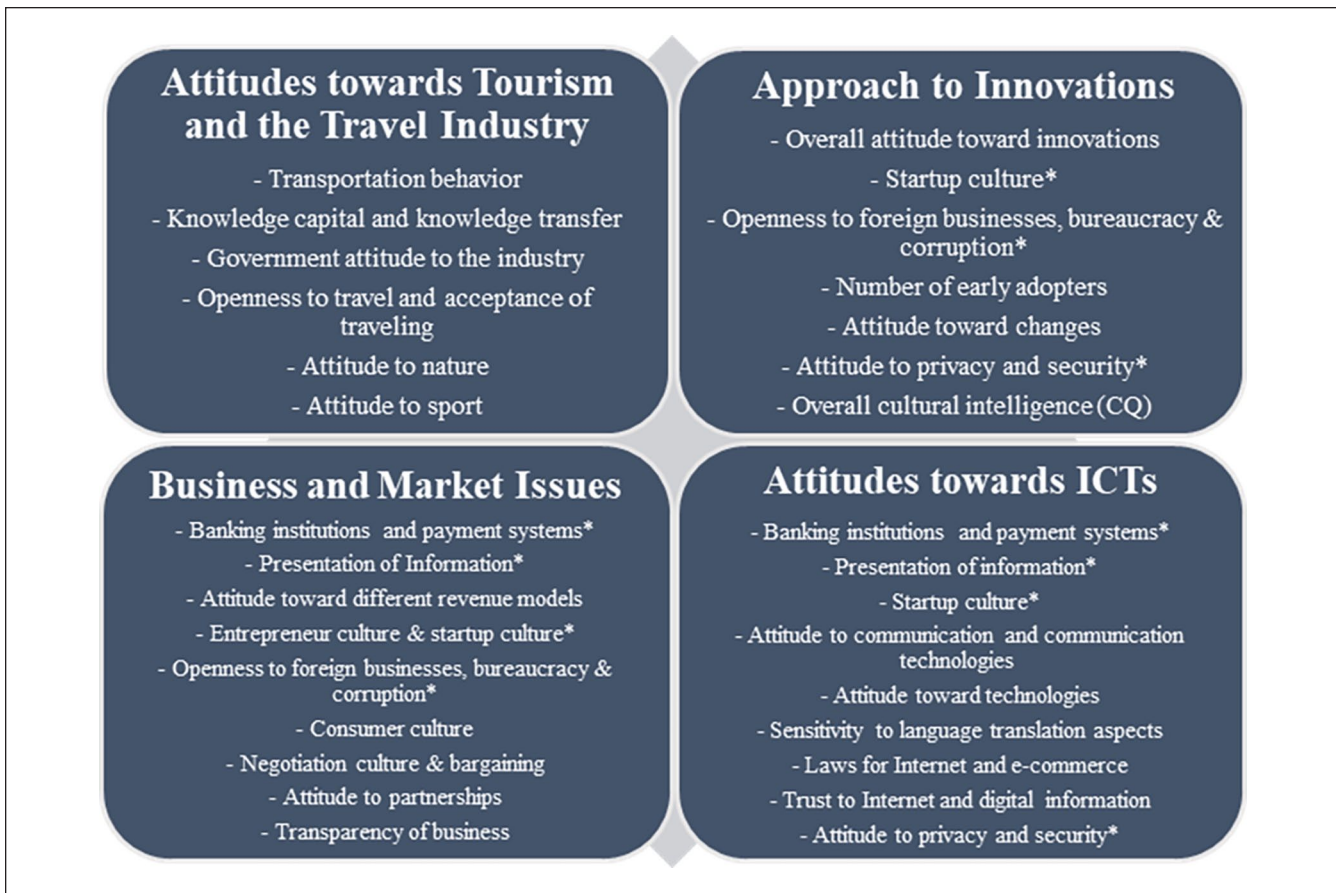 Attitudes towards Tourism
and the Travel Industry
- Transportation behavior
- Knowledge capital and knowledge transfer
- Government attitude to the industry
- Openness to travel and acceptance of
traveling
- Attitude to nature
- Attitude to sport
Approach to Innovations
- Overall attitude toward innovations
- Startup culture*
- Openness to foreign businesses, bureaucracy &
corruption*
- Number of early adopters
- Attitude toward changes
- Attitude to privacy and security*
- Overall cultural intelligence (CQ)
Business and Market Issues
- Banking institutions and payment systems*
- Presentation of Information*
- Attitude toward different revenue models
- Entrepreneur culture & startup culture*
- Openness to foreign businesses, bureaucracy &
corruption*
- Consumer culture
- Negotiation culture & bargaining
- Attitude to partnerships
- Transparency of business
Attitudes towards ICTs
- Banking institutions and payment systems*
- Presentation of information*
- Startup culture*
- Attitude to communication and communication
technologies
- Attitude toward technologies
- Sensitivity to language translation aspects
- Laws for Internet and e-commerce
- Trust to Internet and digital information
- Attitude to privacy and security*